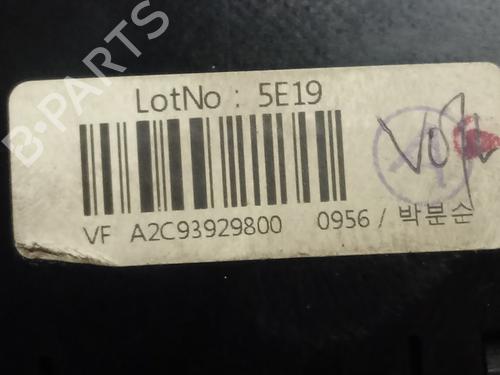 B-PARTS
LotNo : 5E19
VF A2C93929800 0956 / 박분순